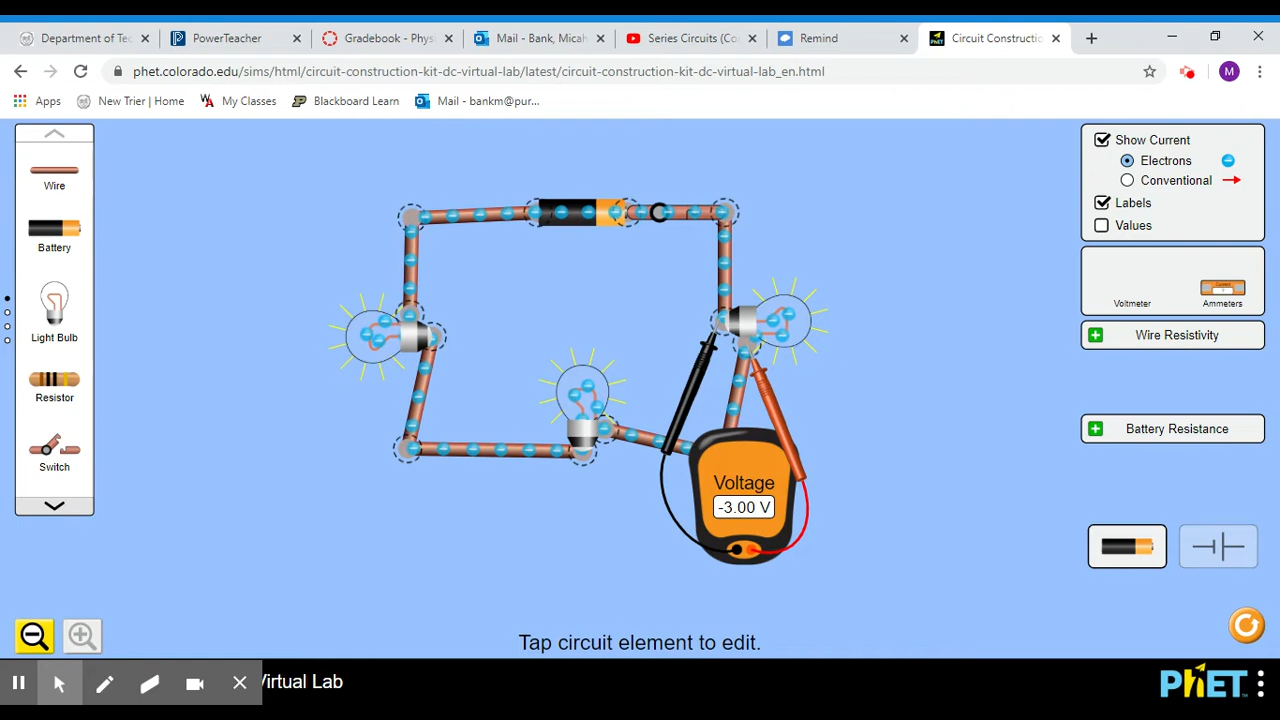 Department of Tec
PowerTeacher
Gradebook - Physi
Mail - Bank, Micah
Series Circuits (Co
Remind
Circuit Constructio
M
phet.colorado.edu/sims/html/circuit-construction-kit-dc-virtual-lab/latest/circuit-construction-kit-dc-virtual-lab_en.html
Apps
New Trier | Home
My Classes
Blackboard Learn
Mail - bankm@pur...
Wire
Battery
Light Bulb
Resistor
Switch
Show Current
Electrons
Conventional
Labels
Values
Voltmeter
Ammeters
Wire Resistivity
Battery Resistance
Voltage
-3.00 V
Tap circuit element to edit.
Virtual Lab
PhET